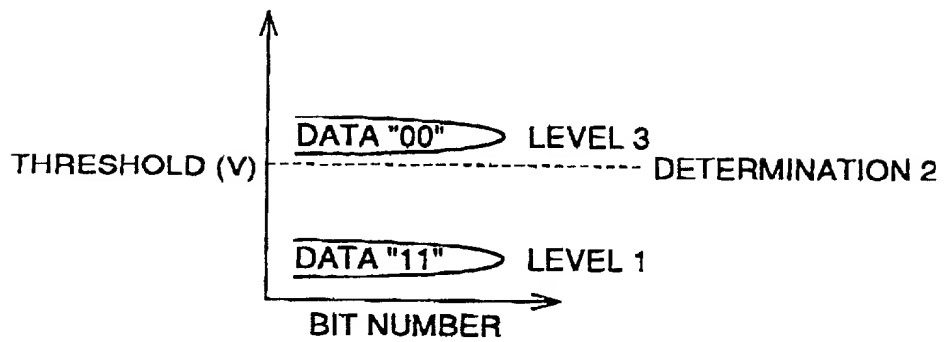 DATA "00" LEVEL 3
THRESHOLD (V) DETERMINATION 2
DATA "11" LEVEL 1
BIT NUMBER